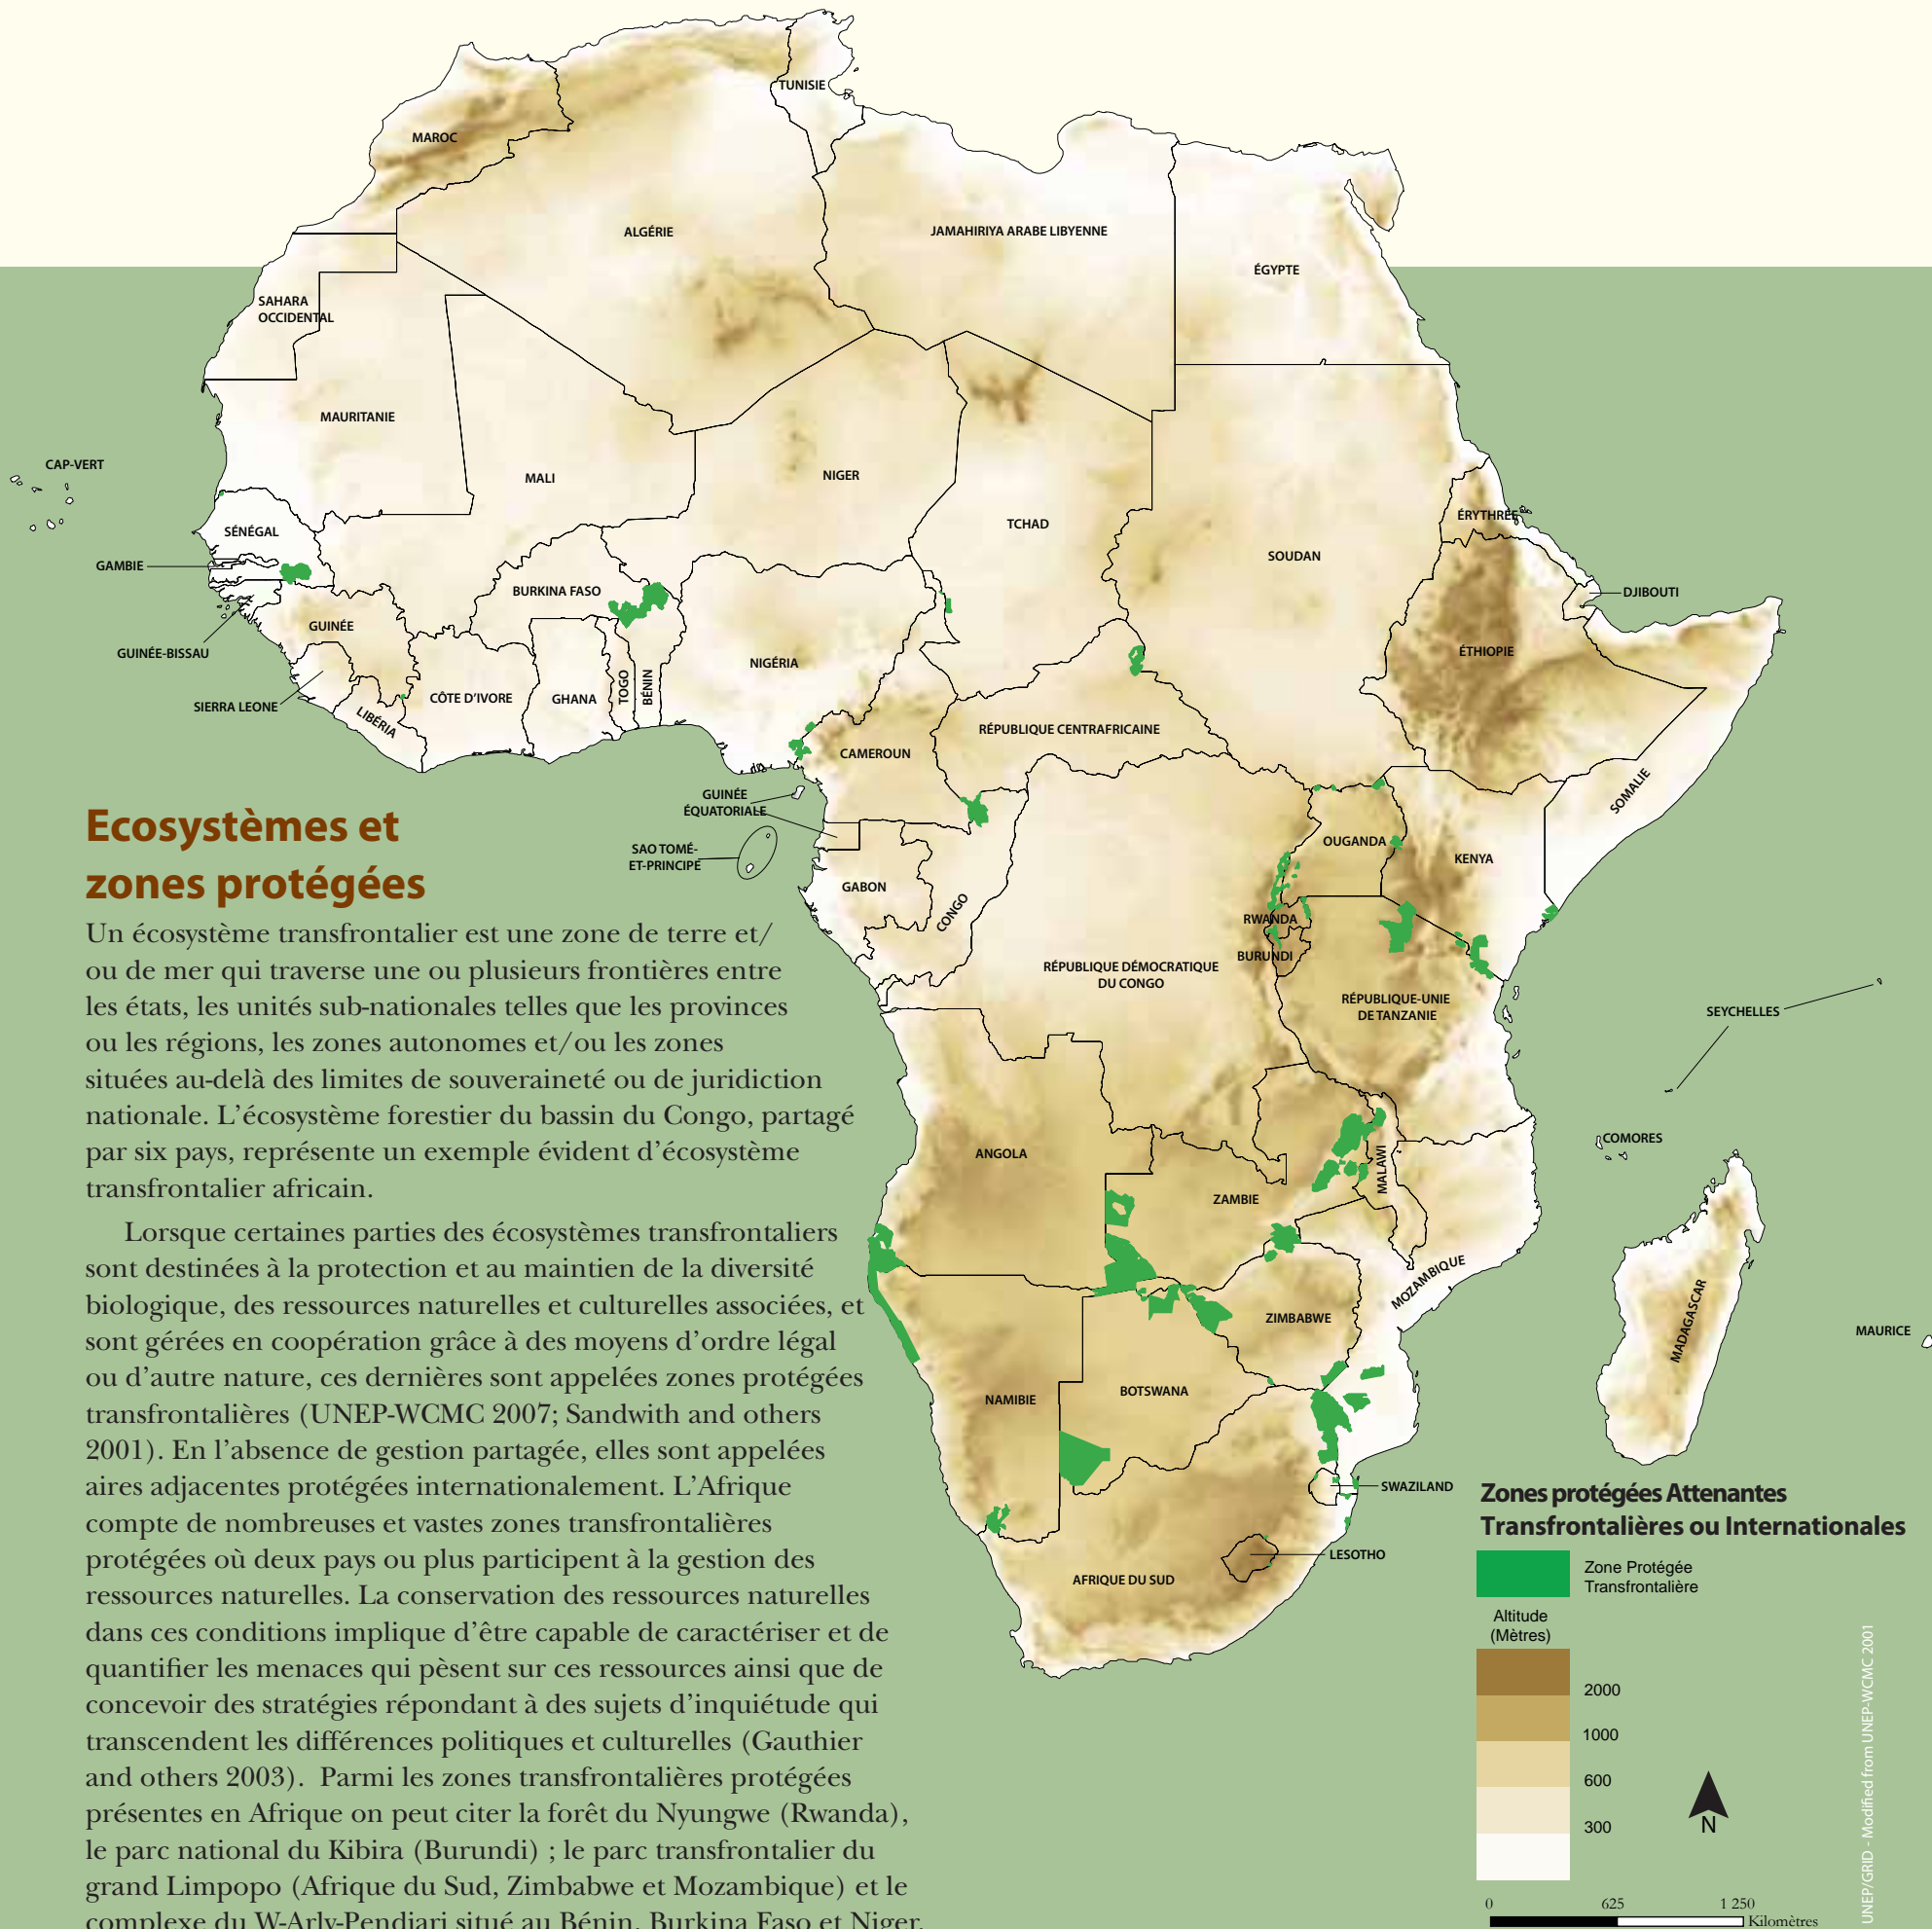 TUNISIE
MAROC
ALGÉRIE
JAMAHIRIYA ARABE LIBYENNE
ÉGYPTE
SAHARA
OCCIDENTAL
MAURITANIE
CAP-VERT
MALI
NIGER
TCHAD
SOUDAN
ÉRYTHRÉE
SÉNÉGAL
GAMBIE
BURKINA FASO
DJIBOUTI
GUINÉE
GUINÉE-BISSAU
NIGÉRIA
ÉTHIOPIE
SIERRA LEONE
LIBÉRIA
CÔTE D'IVORE
GHANA
TOGO
BÉNIN
RÉPUBLIQUE CENTRAFRICAINE
CAMEROUN
SOMALIE
GUINÉE
ÉQUATORIALE
SAO TOMÉ-
ET-PRINCIPE
OUGANDA
KENYA
GABON
CONGO
RWANDA
BURUNDI
RÉPUBLIQUE DÉMOCRATIQUE
DU CONGO
RÉPUBLIQUE-UNIE
DE TANZANIE
SEYCHELLES
COMORES
ANGOLA
MALAWI
ZAMBIE
MOZAMBIQUE
ZIMBABWE
MADAGASCAR
MAURICE
NAMIBIE
BOTSWANA
SWAZILAND
LESOTHO
AFRIQUE DU SUD
Ecosystèmes et
zones protégées
Un écosystème transfrontalier est une zone de terre et/
ou de mer qui traverse une ou plusieurs frontières entre
les états, les unités sub-nationales telles que les provinces
ou les régions, les zones autonomes et/ou les zones
situées au-delà des limites de souveraineté ou de juridiction
nationale. L'écosystème forestier du bassin du Congo, partagé
par six pays, représente un exemple évident d'écosystème
transfrontalier africain.
Lorsque certaines parties des écosystèmes transfrontaliers
sont destinées à la protection et au maintien de la diversité
biologique, des ressources naturelles et culturelles associées, et
sont gérées en coopération grâce à des moyens d'ordre légal
ou d'autre nature, ces dernières sont appelées zones protégées
transfrontalières (UNEP-WCMC 2007; Sandwith and others
2001). En l'absence de gestion partagée, elles sont appelées
aires adjacentes protégées internationalement. L'Afrique
compte de nombreuses et vastes zones transfrontalières
protégées où deux pays ou plus participent à la gestion des
ressources naturelles. La conservation des ressources naturelles
dans ces conditions implique d'être capable de caractériser et de
quantifier les menaces qui pèsent sur ces ressources ainsi que de
concevoir des stratégies répondant à des sujets d'inquiétude qui
transcendent les différences politiques et culturelles (Gauthier
and others 2003). Parmi les zones transfrontalières protégées
présentes en Afrique on peut citer la forêt du Nyungwe (Rwanda),
le parc national du Kibira (Burundi) ; le parc transfrontalier du
grand Limpopo (Afrique du Sud, Zimbabwe et Mozambique) et le
complexe du W-Arly-Pendjari situé au Bénin, Burkina Faso et Niger.
Zones protégées Attenantes
Transfrontalières ou Internationales
Zone Protégée
Transfrontalière
Altitude
(Mètres)
2000
1000
600
300
N
0 625 1 250
Kilomètres
UNEP/GRID - Modified from UNEP-WCMC 2001